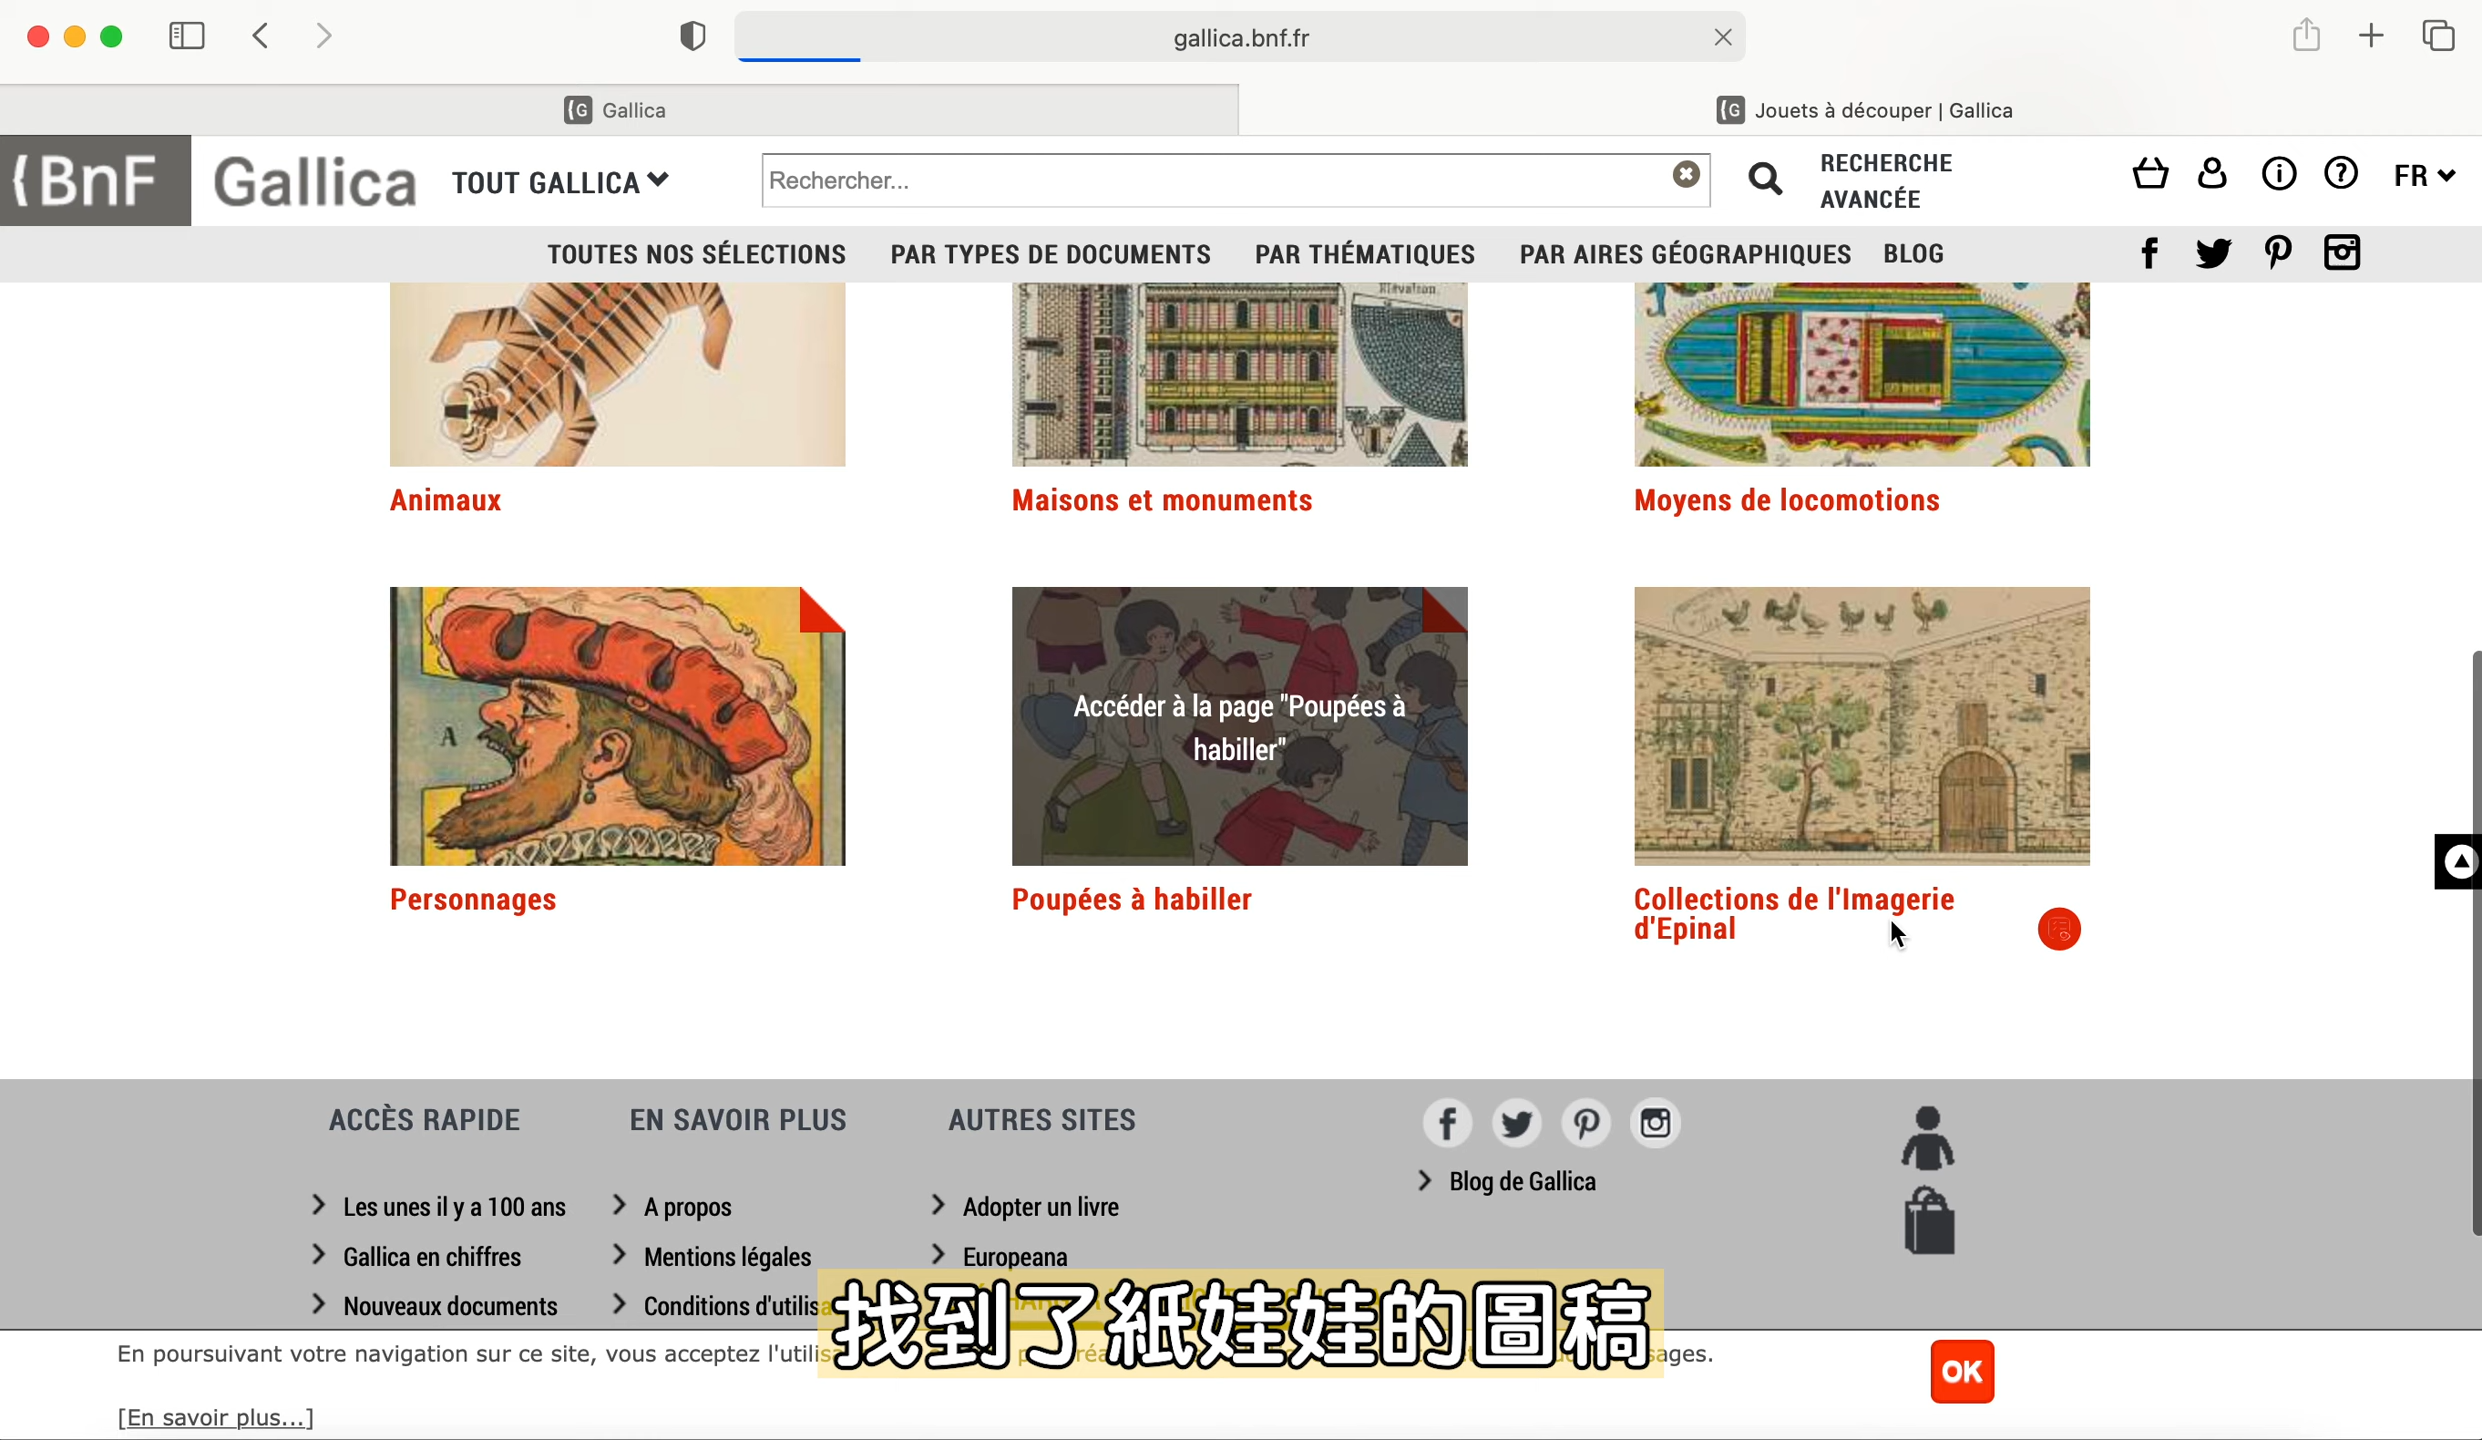 gallica.bnf.fr
Gallica
Jouets à découper | Gallica
BnF Gallica TOUT GALLICA Rechercher... RECHERCHE AVANCÉE FR
TOUTES NOS SÉLECTIONS PAR TYPES DE DOCUMENTS PAR THÉMATIQUES PAR AIRES GÉOGRAPHIQUES BLOG
Elévation.
Animaux Maisons et monuments Moyens de locomotions
A
Accéder à la page "Poupées à
habiller"
Personnages Poupées à habiller Collections de l'Imagerie
d'Epinal
ACCÈS RAPIDE EN SAVOIR PLUS AUTRES SITES
Blog de Gallica
Les unes il y a 100 ans A propos Adopter un livre
Gallica en chiffres Mentions légales Europeana
Nouveaux documents Conditions d'utilisa
找到了紙娃娃的圖稿
En poursuivant votre navigation sur ce site, vous acceptez l'utilisa
ages.
OK
[En savoir plus...]